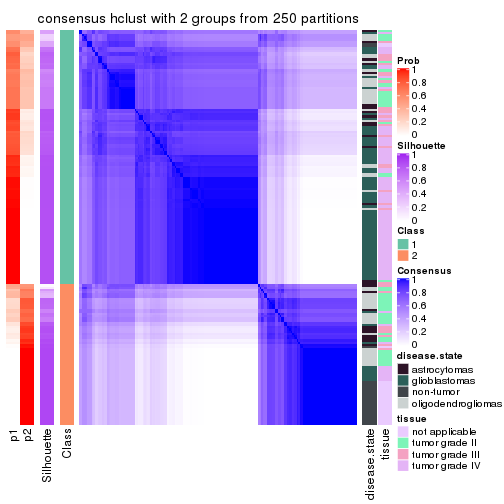 consensus hclust with 2 groups from 250 partitions
p1
p2
Silhouette
Class
disease.state
tissue
Prob
1
0.8
0.6
0.4
0.2
0
Silhouette
1
0.8
0.6
0.4
0.2
0
Class
1
2
Consensus
1
0.8
0.6
0.4
0.2
0
disease.state
astrocytomas
glioblastomas
non-tumor
oligodendrogliomas
tissue
not applicable
tumor grade II
tumor grade III
tumor grade IV